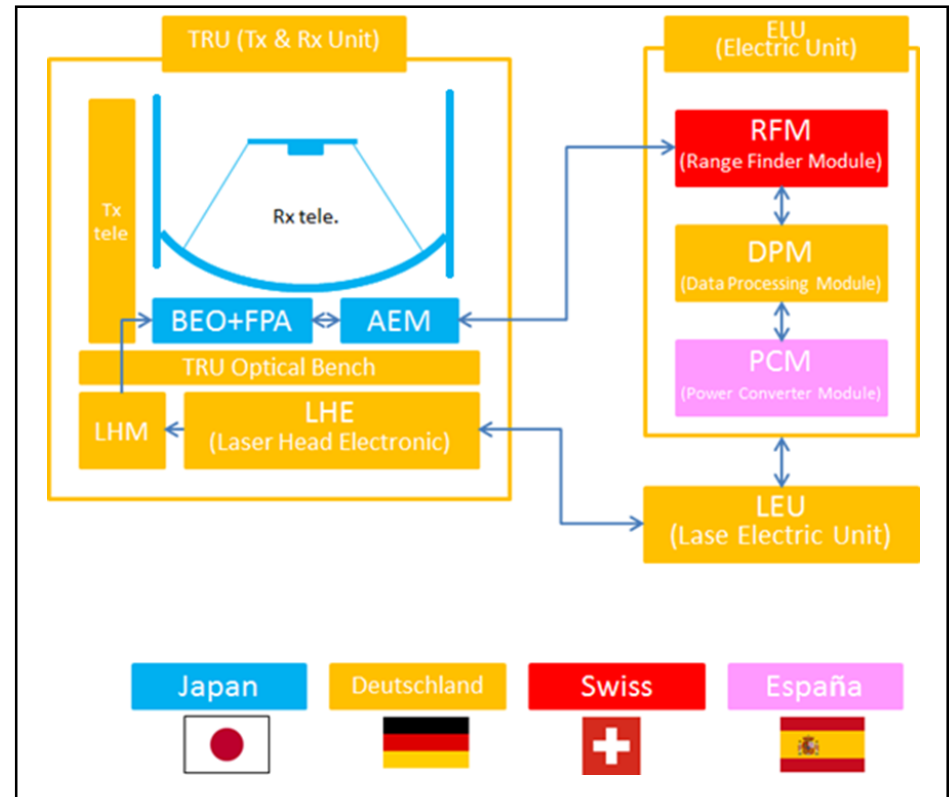 TRU (Tx & Rx Unit)
Tx
tele
Rx tele.
BEO+FPA
AEM
TRU Optical Bench
LHM
LHE
(Laser Head Electronic)
ELU
(Electric Unit)
RFM
(Range Finder Module)
DPM
(Data Processing Module)
PCM
(Power Converter Module)
LEU
(Lase Electric Unit)
Japan
Deutschland
Swiss
España